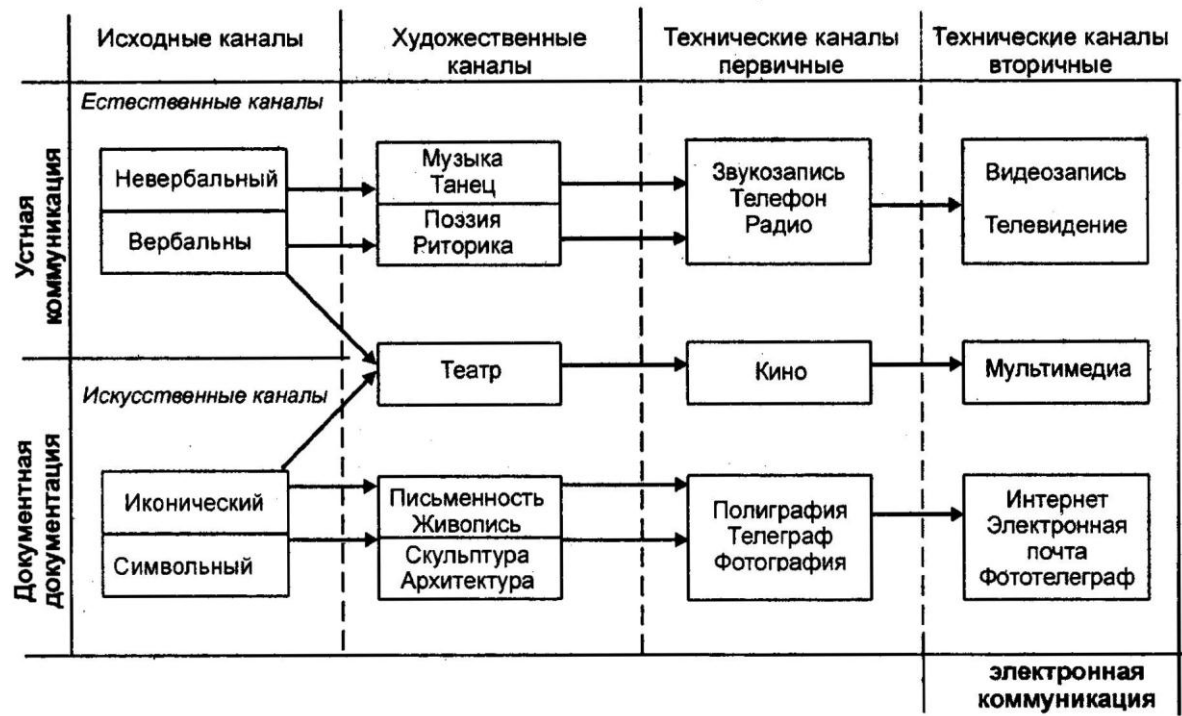 Исходные каналы
Художественные
каналы
Технические каналы
первичные
Технические каналы
вторичные
Устная
коммуникация
Естественные каналы
Невербальный
Вербальны
Музыка
Танец
Поэзия
Риторика
Звукозапись
Телефон
Радио
Видеозапись
Телевидение
Театр
Кино
Мультимедиа
Документная
документация
Искусственные каналы
Иконический
Символьный
Письменность
Живопись
Скульптура
Архитектура
Полиграфия
Телеграф
Фотография
Интернет
Электронная
почта
Фототелеграф
электронная
коммуникация